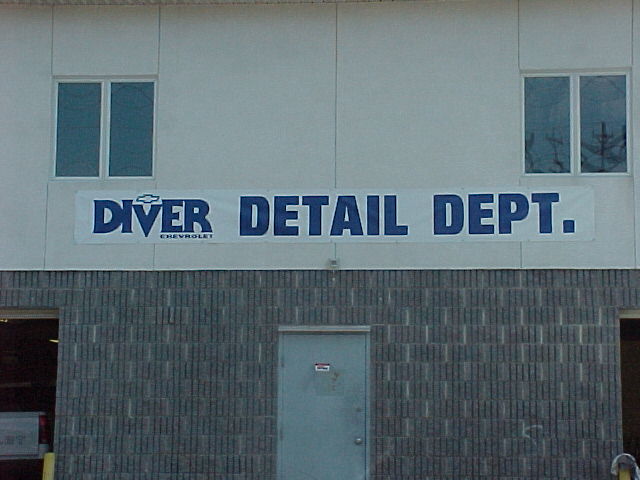 DIVER DETAIL DEPT.
CHEVROLET